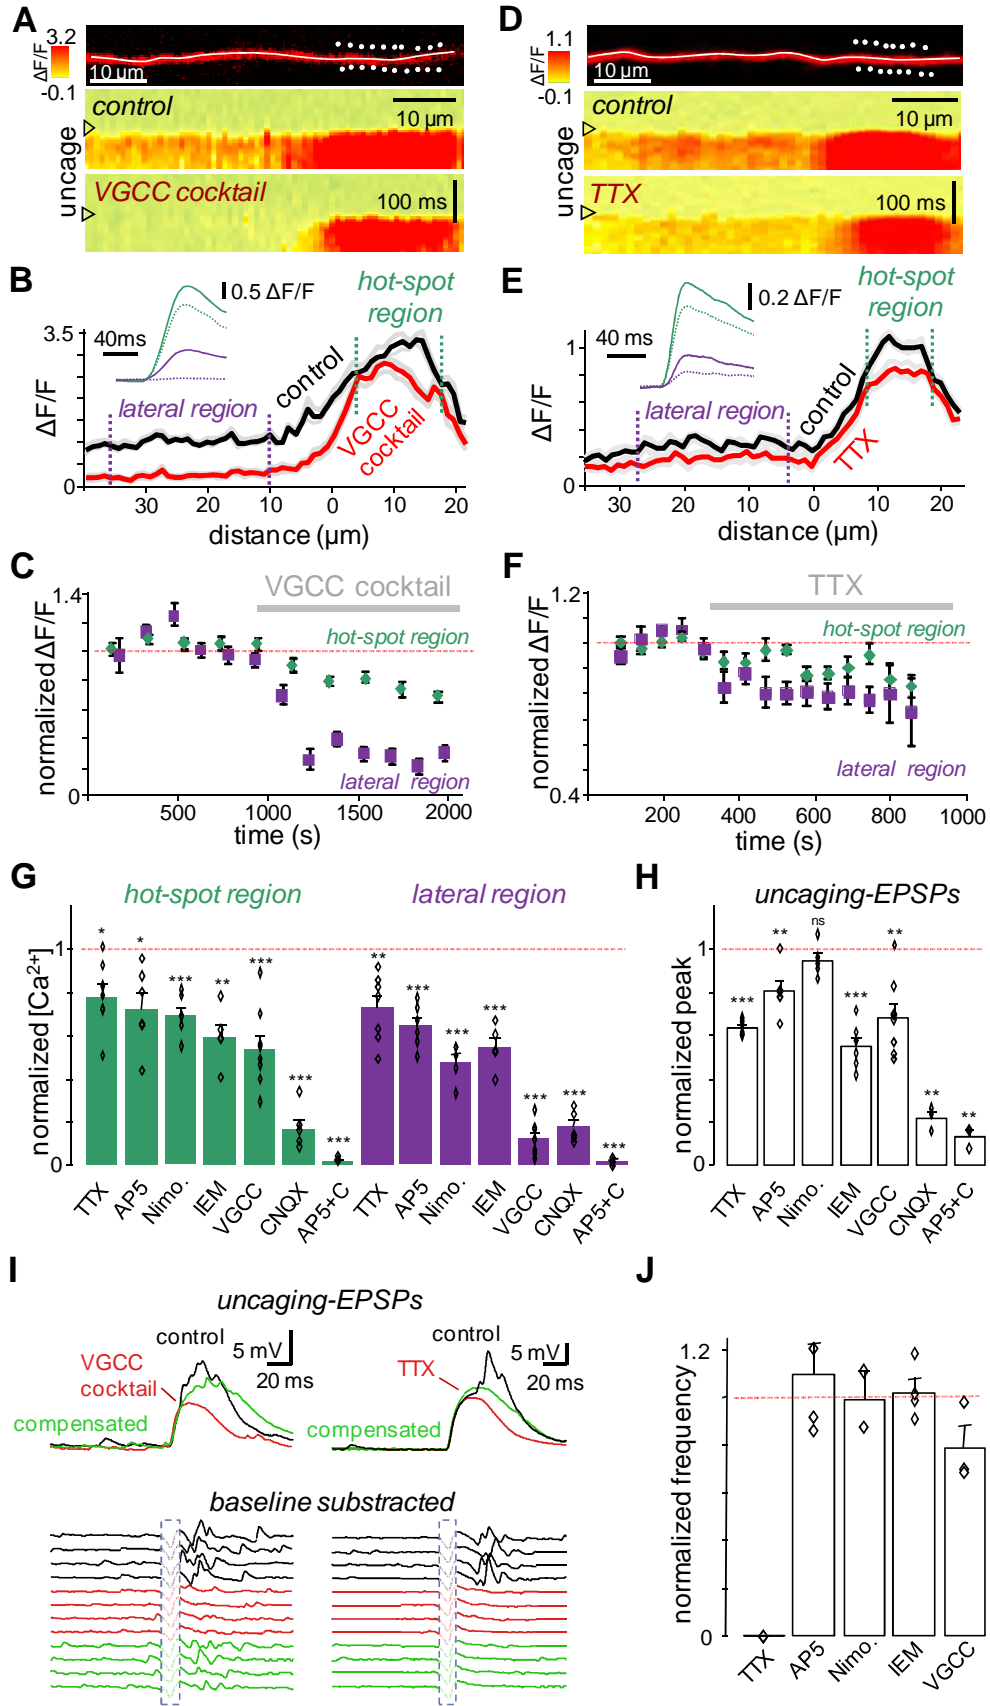 A
3.2
ΔF/F
-0.1
10 µm
control
10 µm
uncage
VGCC cocktail
100 ms
D
1.1
ΔF/F
-0.1
10 µm
control
10 µm
uncage
TTX
100 ms
B
hot-spot
region
0.5 ΔF/F
40ms
3.5
ΔF/F
0
control
VGCC
cocktail
lateral region
30 20 10 0 10 20
distance (µm)
E
hot-spot
region
0.2 ΔF/F
40 ms
1
ΔF/F
0
control
TTX
lateral region
30 20 10 0 10 20
distance (µm)
C
VGCC cocktail
1.4
normalized ΔF/F
0
hot-spot region
lateral region
500 1000 1500 2000
time (s)
F
TTX
1.2
normalized ΔF/F
0.4
hot-spot region
lateral region
200 400 600 800 1000
time (s)
G
hot-spot region
lateral region
1
normalized [Ca2+]
0
* * *** ** *** *** ***
** *** *** *** *** *** ***
TTX AP5 Nimo. IEM VGCC CNQX AP5+C
TTX AP5 Nimo. IEM VGCC CNQX AP5+C
H
uncaging-EPSPs
1
normalized peak
0
*** ** ns *** ** ** **
TTX AP5 Nimo. IEM VGCC CNQX AP5+C
I
uncaging-EPSPs
control
VGCC
cocktail
compensated
5 mV
20 ms
control
TTX
compensated
5 mV
20 ms
baseline substracted
J
1.2
normalized frequency
0
TTX AP5 Nimo. IEM VGCC